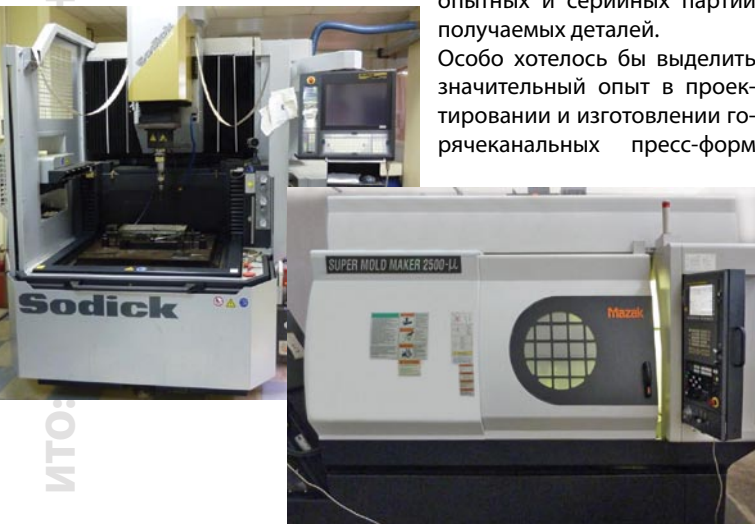 опытных и серийных партий
получаемых деталей.
Особо хотелось бы выделить
значительный опыт в проек-
тировании и изготовлении го-
рячеканальных пресс-форм
Sodick
Sodick
SUPER MOLD MAKER 2500-µ
Mazak
ИТО: